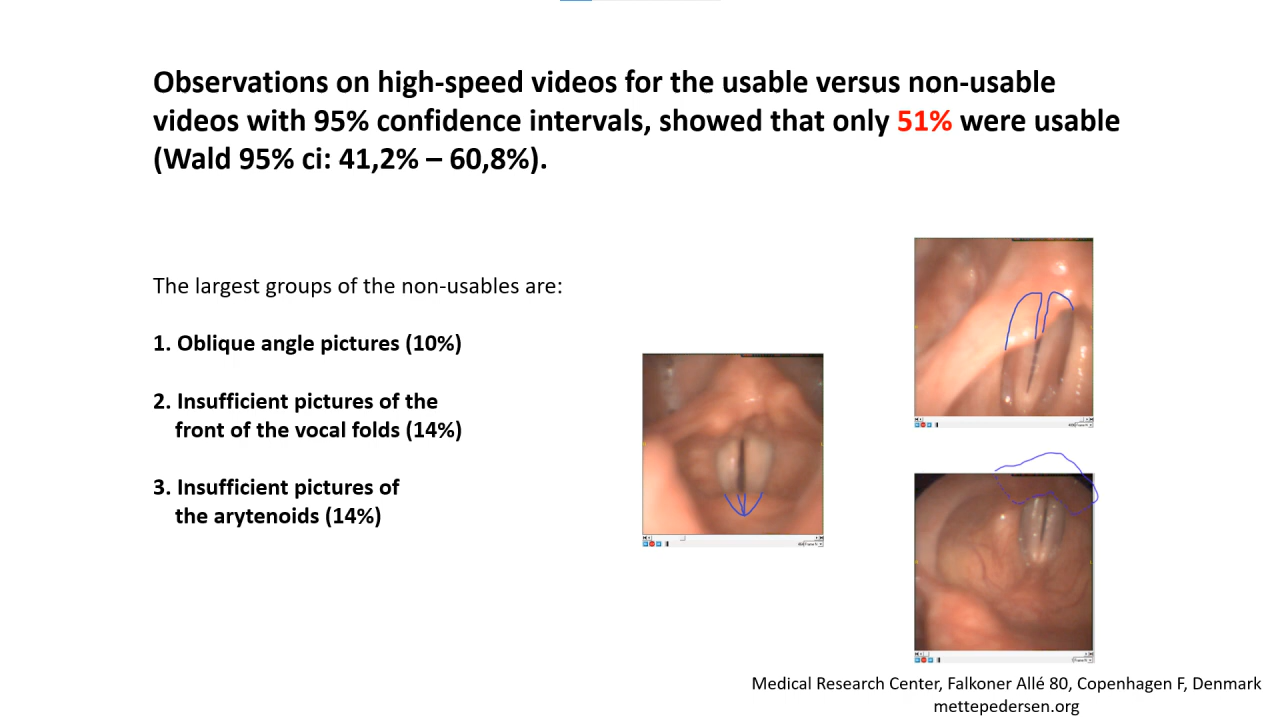 Observations on high-speed videos for the usable versus non-usable
videos with 95% confidence intervals, showed that only 51% were usable
(Wald 95% ci: 41,2% – 60,8%).
The largest groups of the non-usables are:
1. Oblique angle pictures (10%)
2. Insufficient pictures of the
front of the vocal folds (14%)
3. Insufficient pictures of
the arytenoids (14%)
Medical Research Center, Falkoner Allé 80, Copenhagen F, Denmark
mettepedersen.org